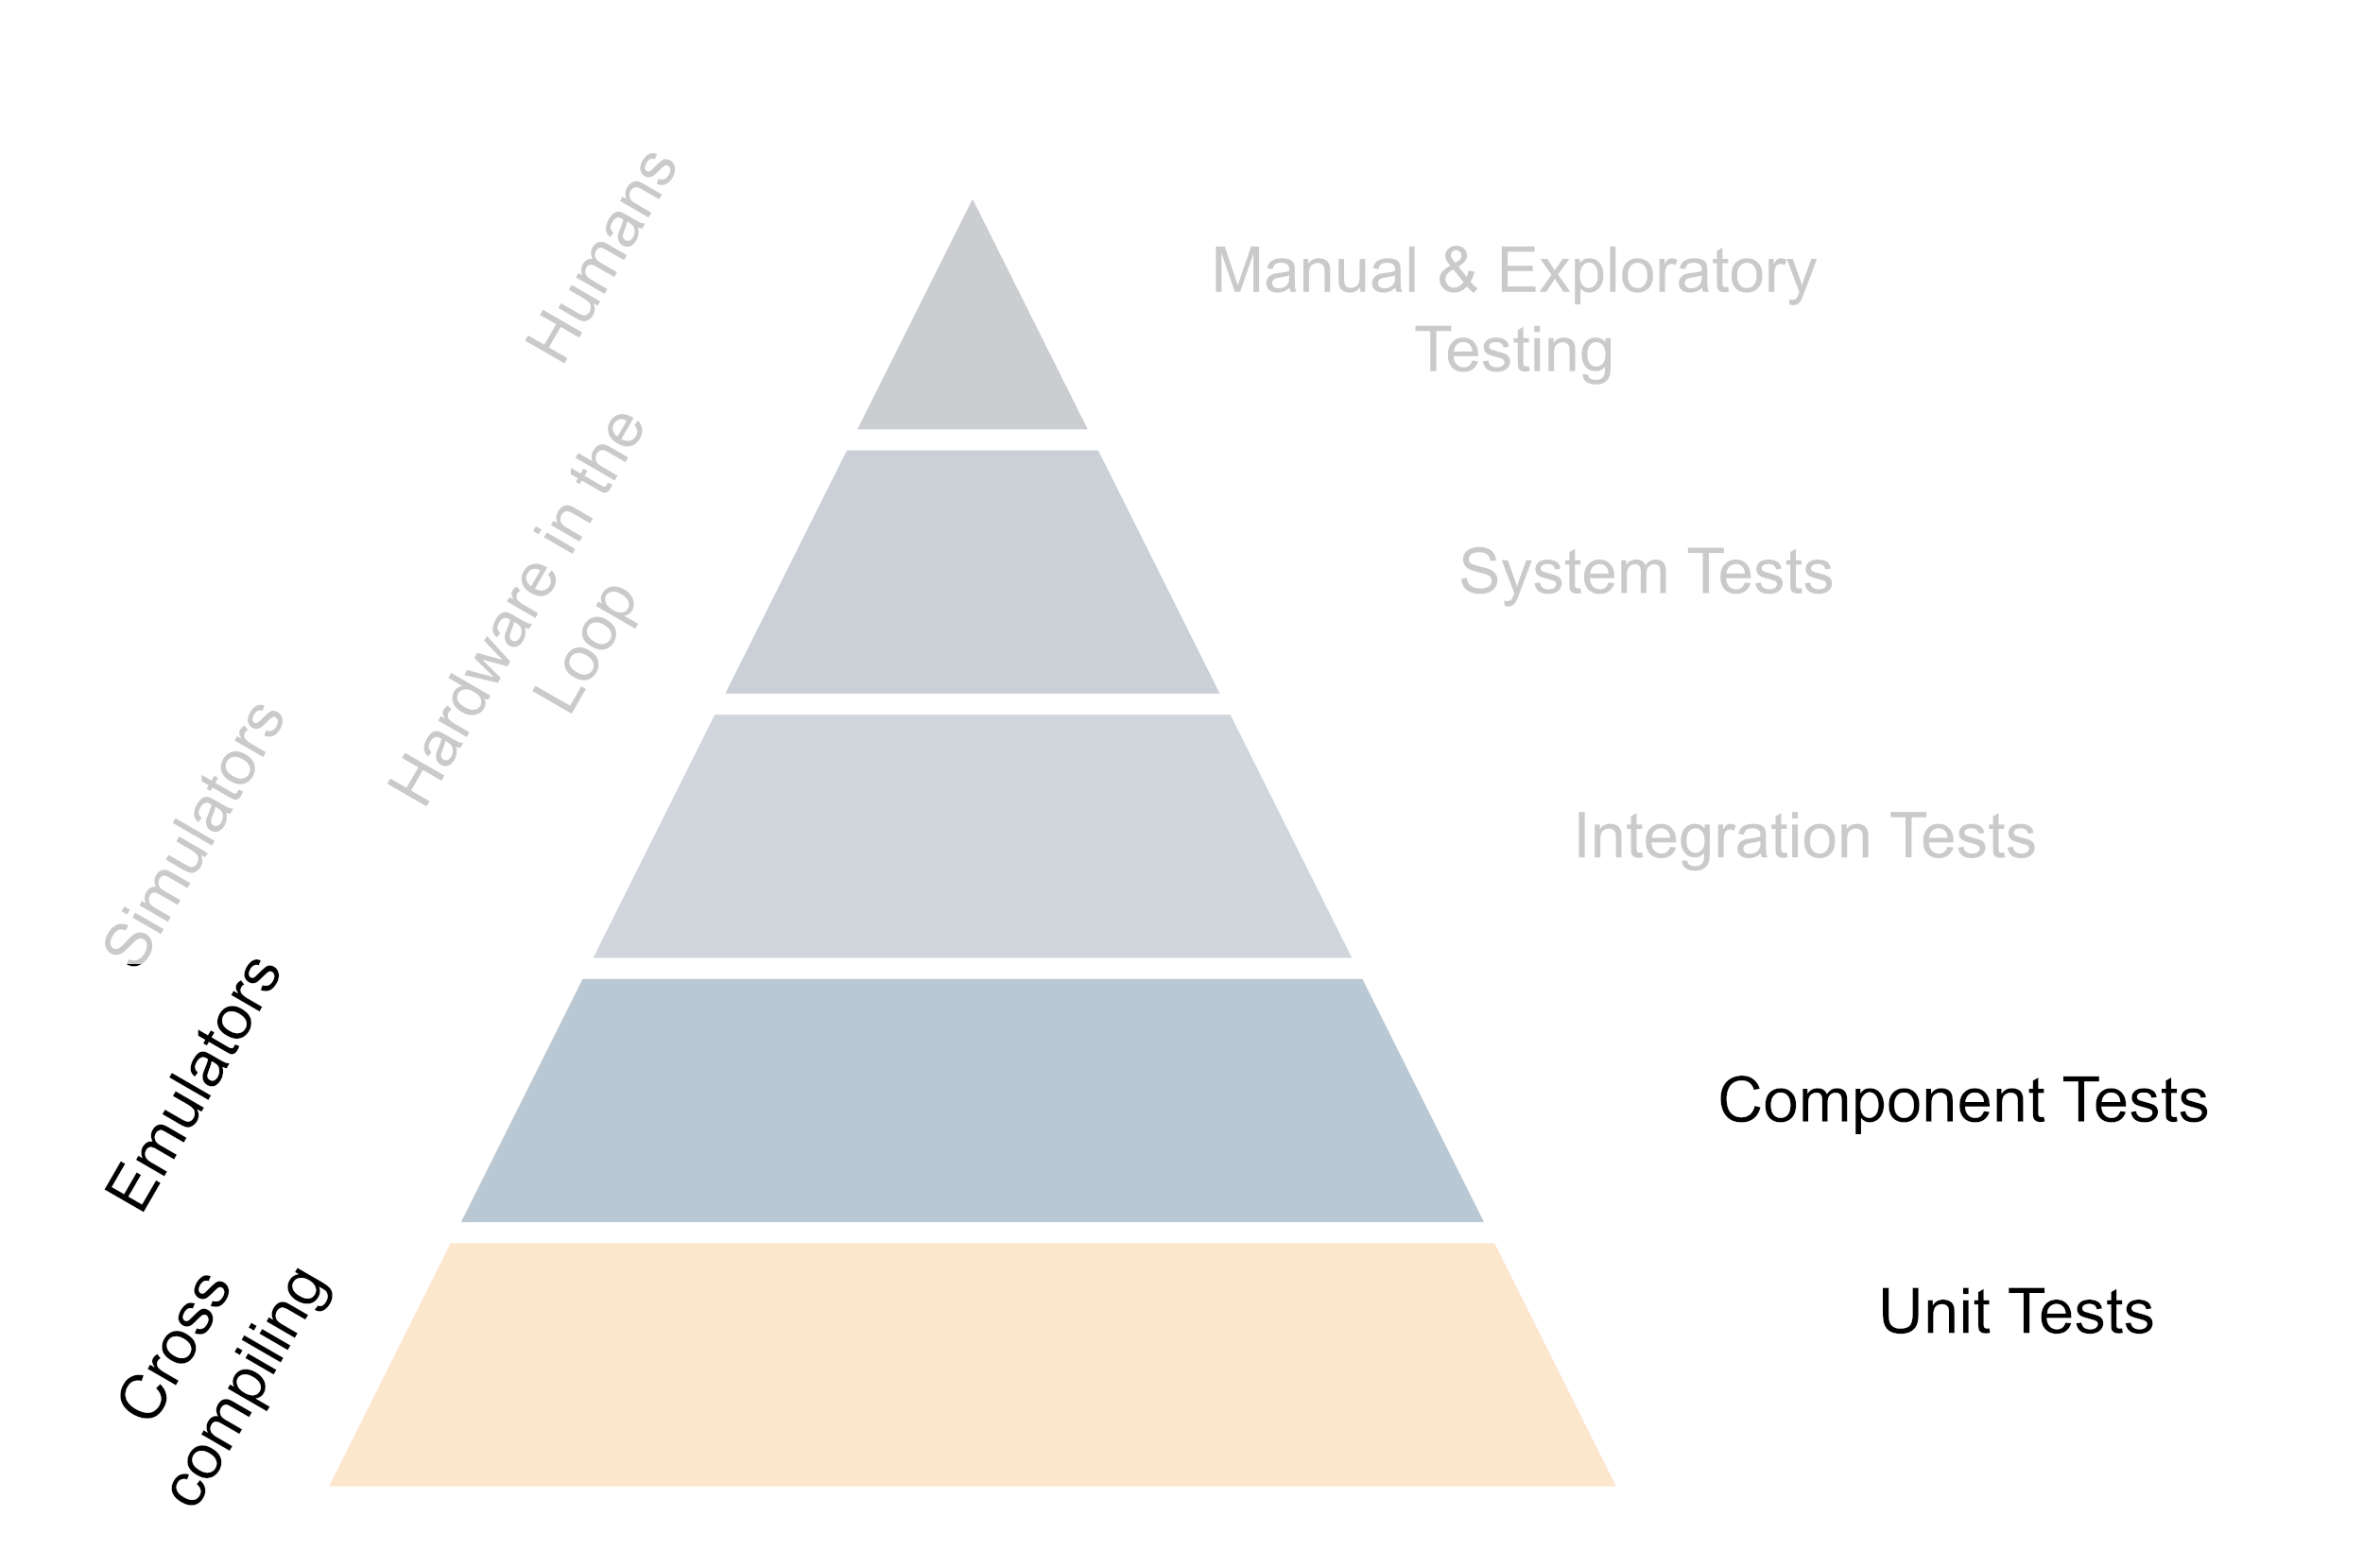 Humans
Manual & Exploratory
Testing
Hardware in the
Loop
System Tests
Simulators
Integration Tests
Emulators
Component Tests
Cross
compiling
Unit Tests